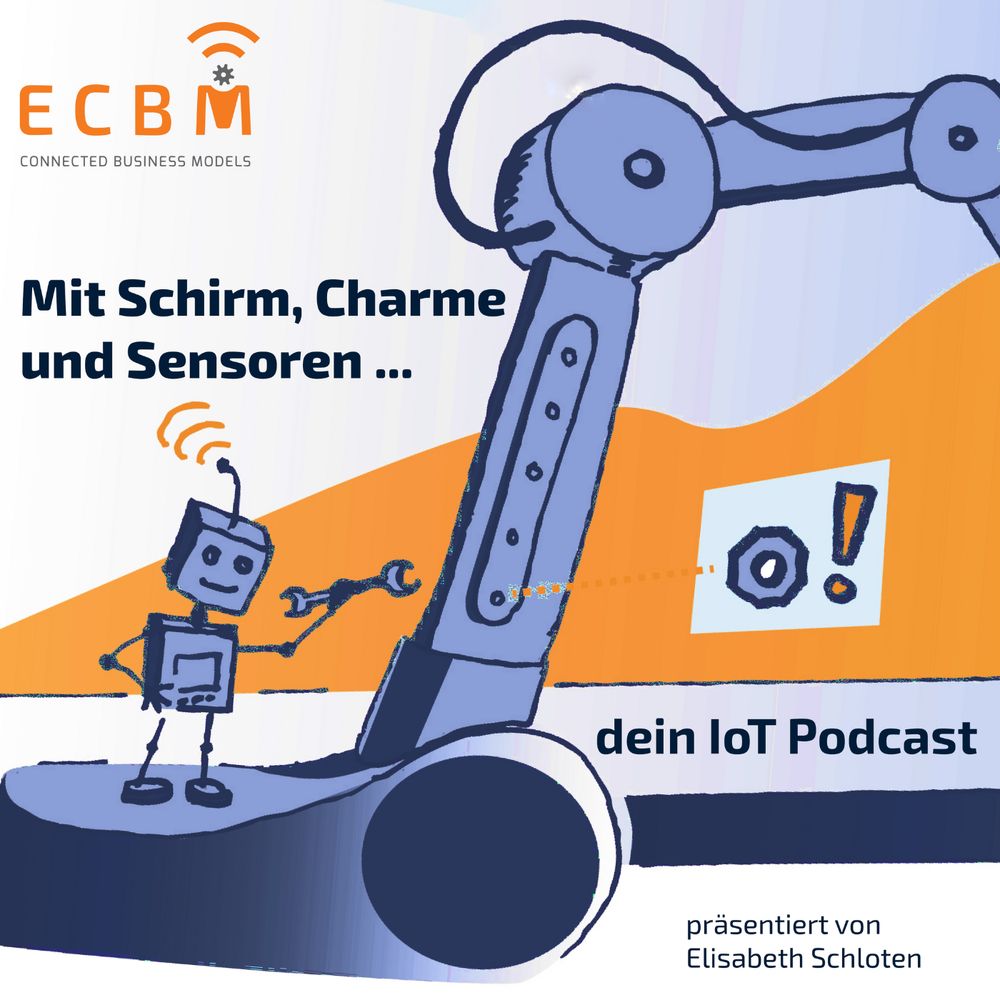 ECBM
CONNECTED BUSINESS MODELS
Mit Schirm, Charme
und Sensoren ...
!
dein IoT Podcast
präsentiert von
Elisabeth Schloten